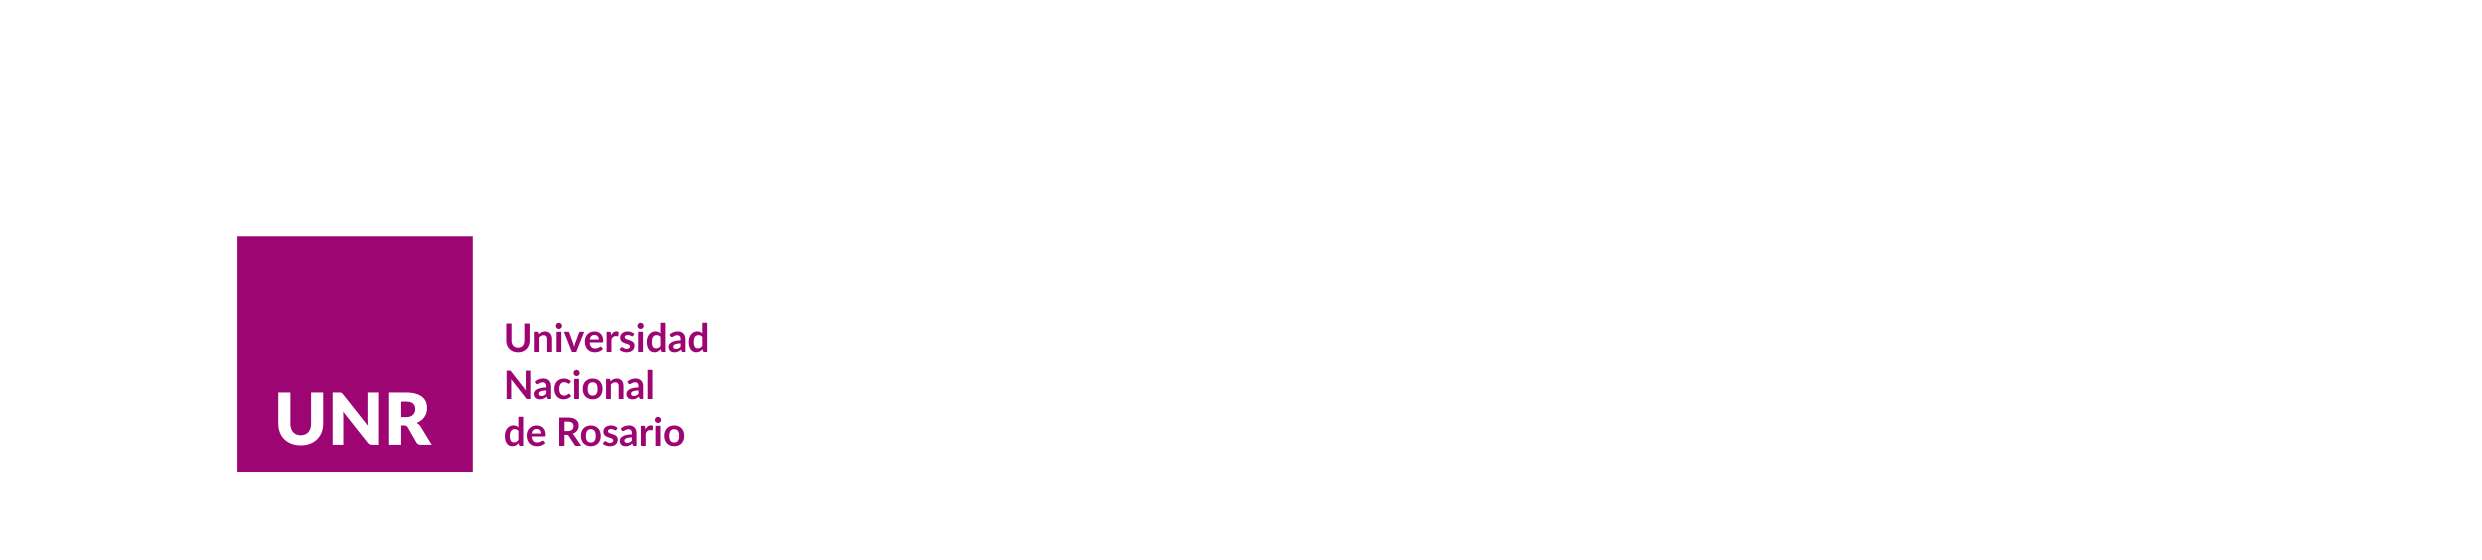 UNR
Universidad
Nacional
de Rosario